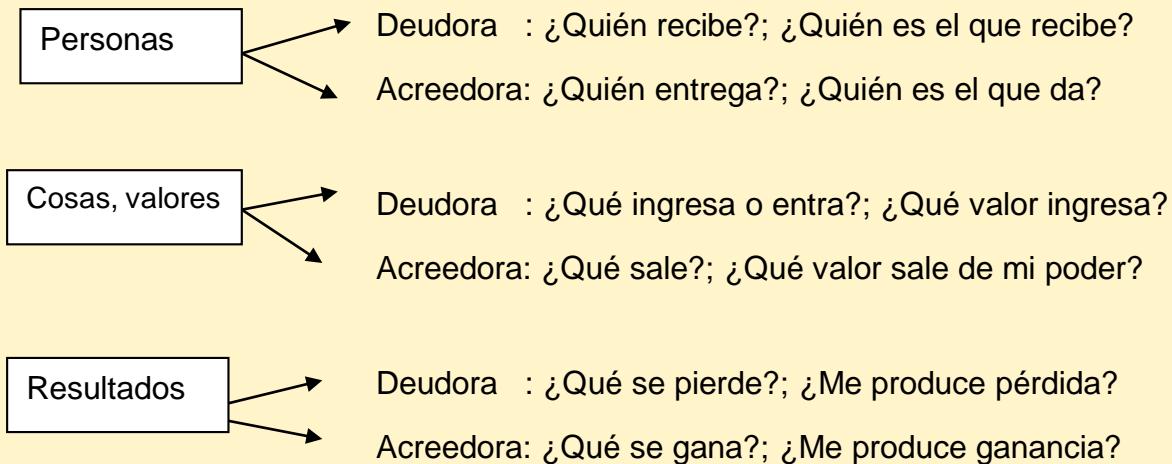 Personas
Deudora : ¿Quién recibe?; ¿Quién es el que recibe?
Acreedora: ¿Quién entrega?; ¿Quién es el que da?
Cosas, valores
Deudora : ¿Qué ingresa o entra?; ¿Qué valor ingresa?
Acreedora: ¿Qué sale?; ¿Qué valor sale de mi poder?
Resultados
Deudora : ¿Qué se pierde?; ¿Me produce pérdida?
Acreedora: ¿Qué se gana?; ¿Me produce ganancia?